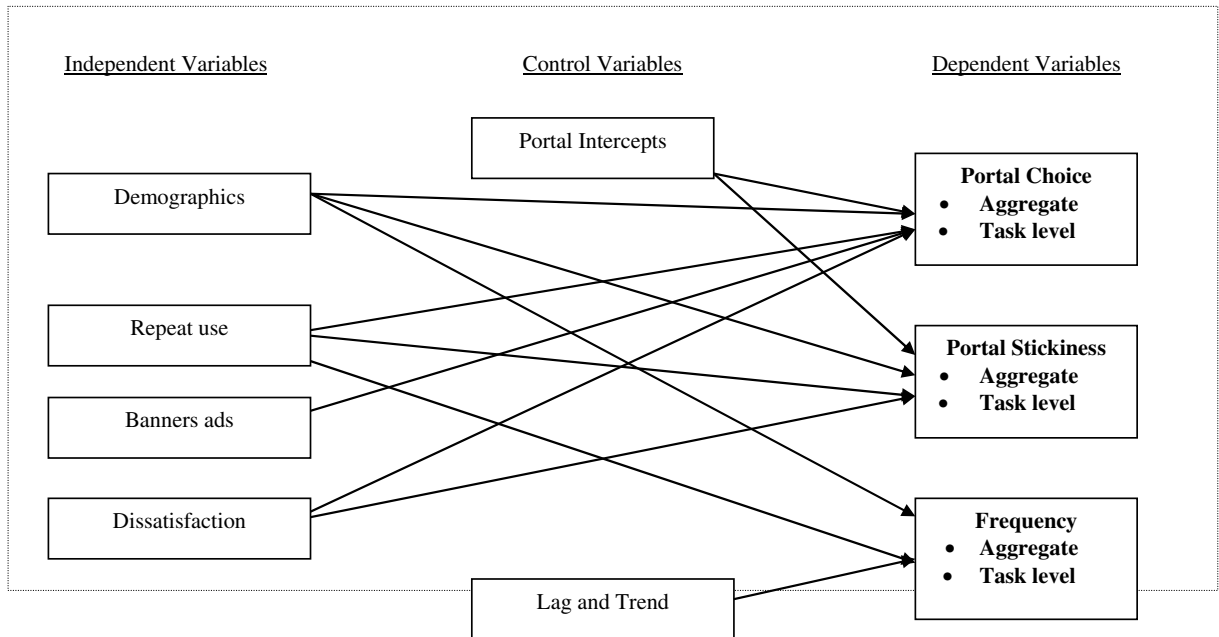 Independent Variables
Control Variables
Dependent Variables
Portal Intercepts
Demographics
Repeat use
Banners ads
Dissatisfaction
Lag and Trend
Portal Choice
• Aggregate
• Task level
Portal Stickiness
• Aggregate
• Task level
Frequency
• Aggregate
• Task level